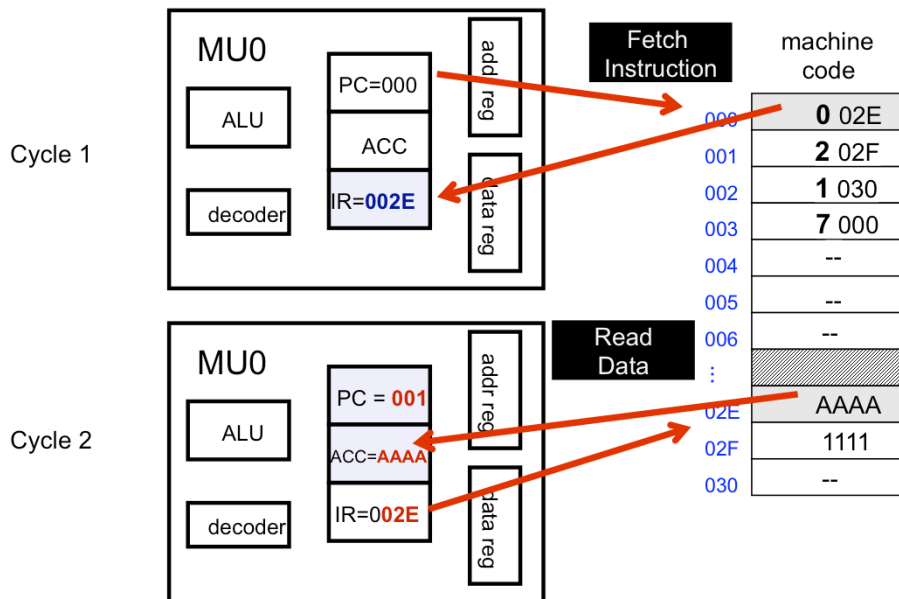 Cycle 1
MU0
ALU
decoder
PC=000
ACC
IR=002E
addr reg
data reg
Fetch
Instruction
machine
code
000 0 02E
001 2 02F
002 1 030
003 7 000
004 --
005 --
006 --
...
02E AAAA
02F 1111
030 --
Cycle 2
MU0
ALU
decoder
PC = 001
ACC=AAAA
IR=002E
addr reg
data reg
Read
Data